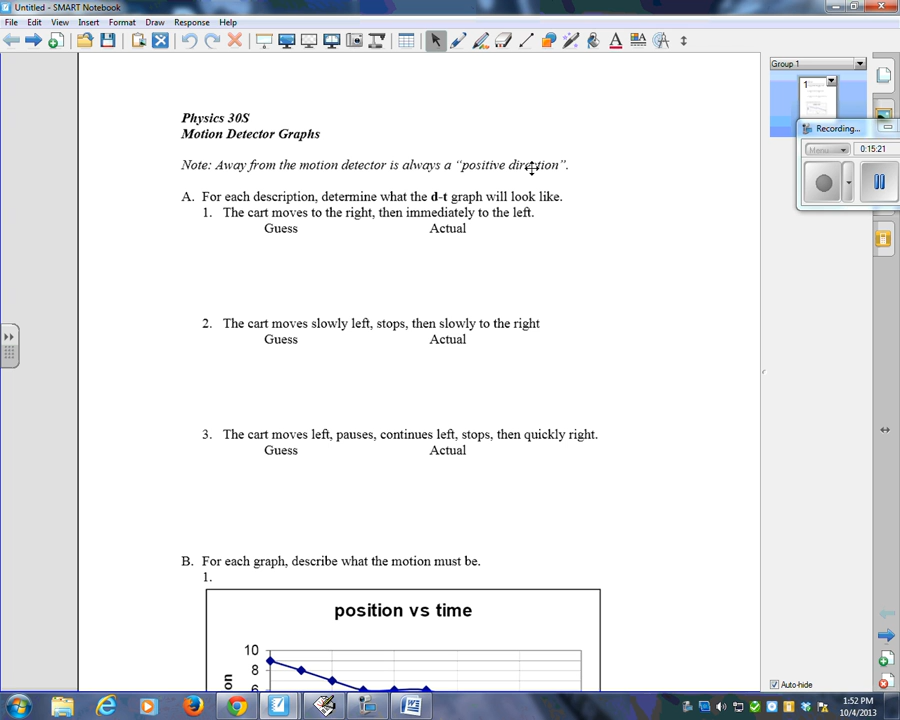 Untitled - SMART Notebook
File Edit View Insert Format Draw Response Help
Group 1
1
Recording...
Menu
0:15:21
Physics 30S
Motion Detector Graphs
Note: Away from the motion detector is always a “positive direction”.
A. For each description, determine what the d-t graph will look like.
1. The cart moves to the right, then immediately to the left.
Guess Actual
2. The cart moves slowly left, stops, then slowly to the right
Guess Actual
3. The cart moves left, pauses, continues left, stops, then quickly right.
Guess Actual
B. For each graph, describe what the motion must be.
1.
position vs time
10
8
6
on
Auto-hide
1:52 PM
10/4/2013